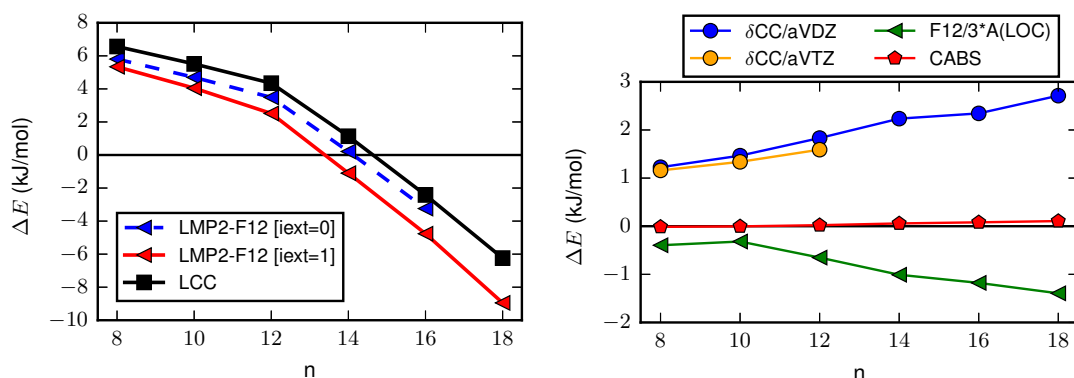 8
6
4
2
0
−2
−4
−6
−8
−10
ΔE (kJ/mol)
LMP2-F12 [iext=0]
LMP2-F12 [iext=1]
LCC
8 10 12 14 16 18
n
δCC/aVDZ F12/3*A(LOC)
δCC/aVTZ CABS
3
2
1
0
−1
−2
ΔE (kJ/mol)
8 10 12 14 16 18
n